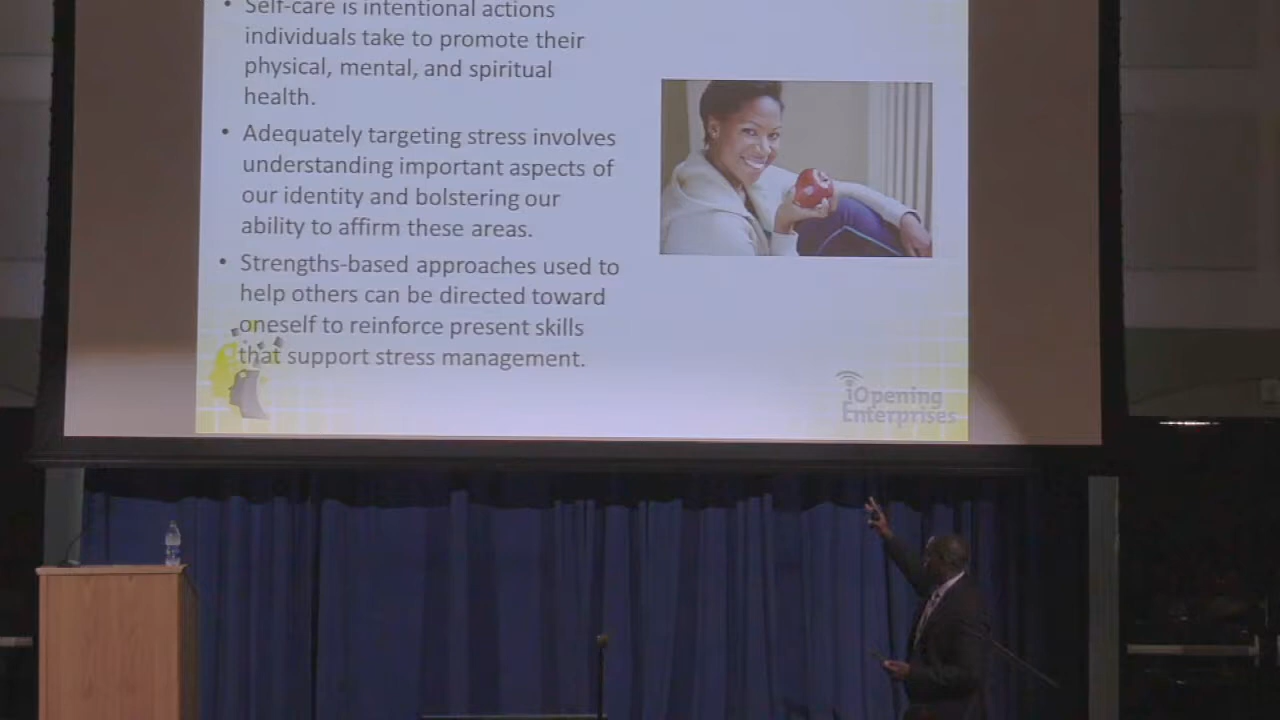 • Self-care is intentional actions
individuals take to promote their
physical, mental, and spiritual
health.
• Adequately targeting stress involves
understanding important aspects of
our identity and bolstering our
ability to affirm these areas.
• Strengths-based approaches used to
help others can be directed toward
oneself to reinforce present skills
that support stress management.
iOpening
Enterprises